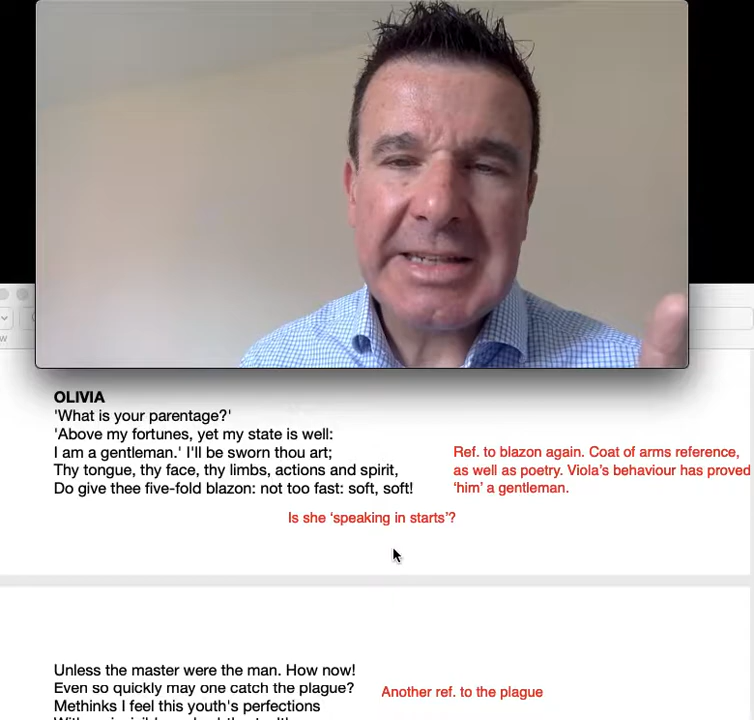 w
OLIVIA
'What is your parentage?'
'Above my fortunes, yet my state is well:
I am a gentleman.' I'll be sworn thou art;
Thy tongue, thy face, thy limbs, actions and spirit,
Do give thee five-fold blazon: not too fast: soft, soft!
Ref. to blazon again. Coat of arms reference,
as well as poetry. Viola's behaviour has proved
'him' a gentleman.
Is she 'speaking in starts'?
Unless the master were the man. How now!
Even so quickly may one catch the plague?
Methinks I feel this youth's perfections
Another ref. to the plague